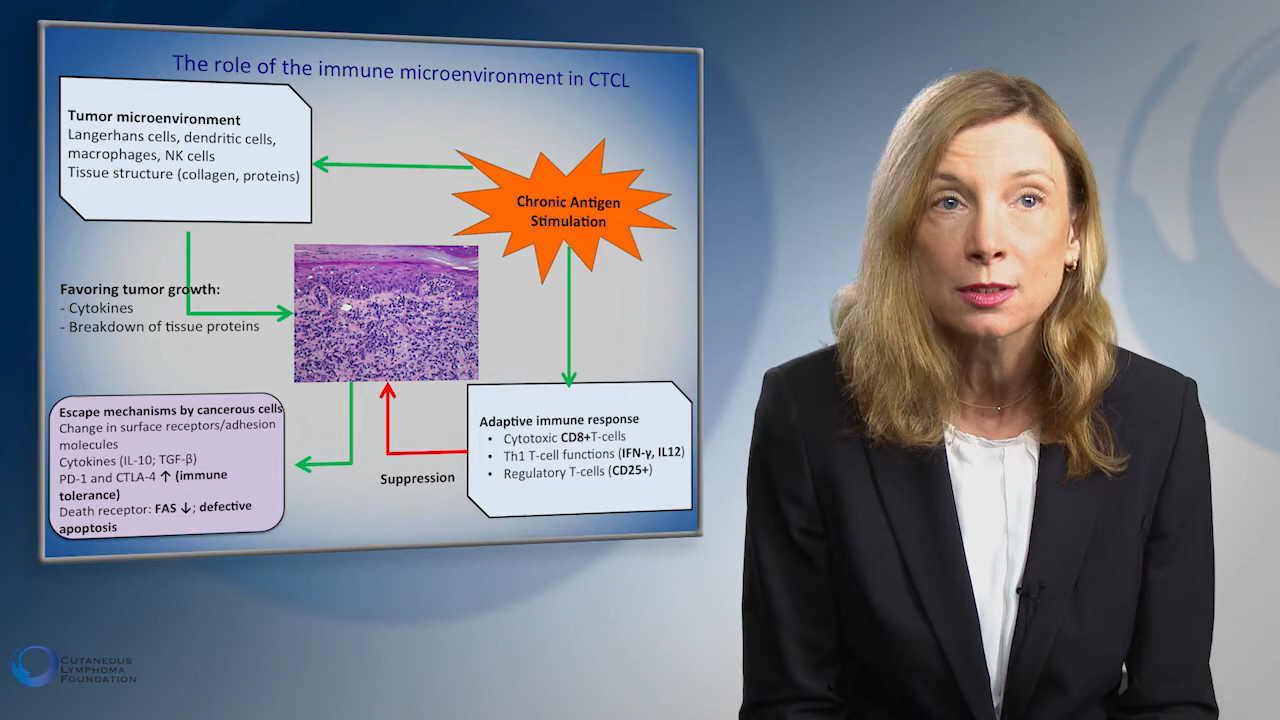 The role of the immune microenvironment in CTCL
Tumor microenvironment
Langerhans cells, dendritic cells,
macrophages, NK cells
Tissue structure (collagen, proteins)
Chronic Antigen
Stimulation
Favoring tumor growth:
- Cytokines
- Breakdown of tissue proteins
Escape mechanisms by cancerous cells
Change in surface receptors/adhesion
molecules
Cytokines (IL-10; TGF-β)
PD-1 and CTLA-4 ↑ (immune
tolerance)
Death receptor: FAS ↓; defective
apoptosis
Suppression
Adaptive immune response
• Cytotoxic CD8+T-cells
• Th1 T-cell functions (IFN-γ, IL12)
• Regulatory T-cells (CD25+)
CUTANEOUS
LYMPHOMA
FOUNDATION